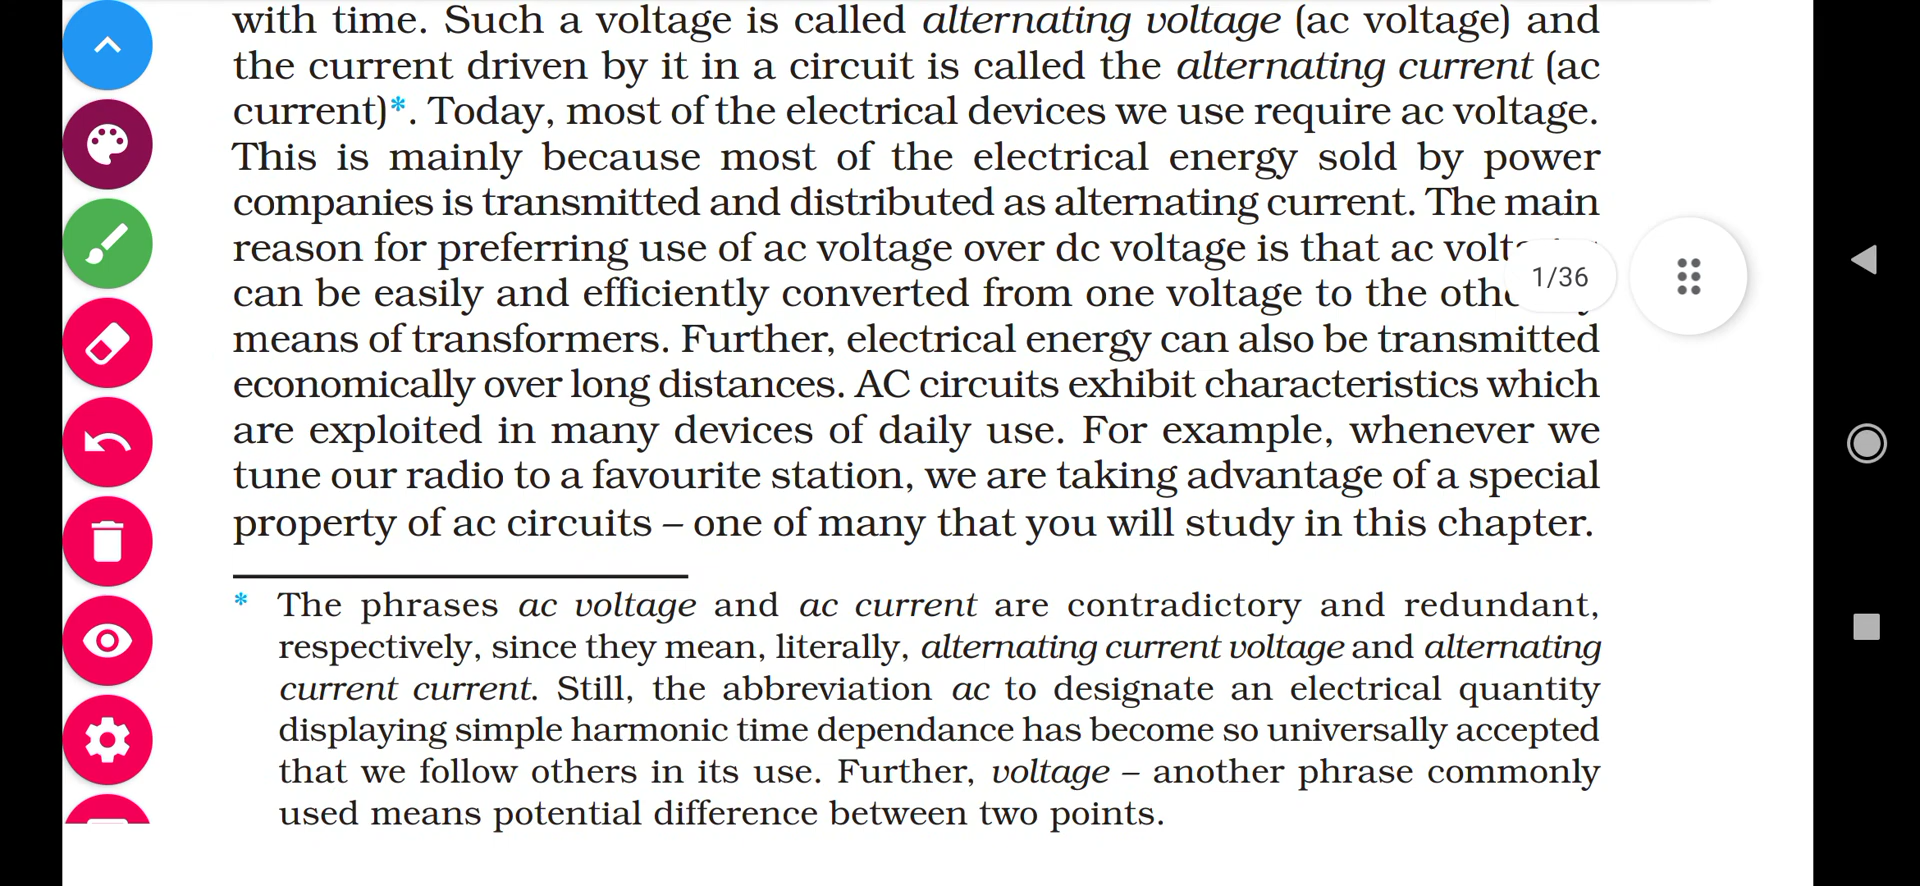 with time. Such a voltage is called alternating voltage (ac voltage) and
the current driven by it in a circuit is called the alternating current (ac
current)*. Today, most of the electrical devices we use require ac voltage.
This is mainly because most of the electrical energy sold by power
companies is transmitted and distributed as alternating current. The main
reason for preferring use of ac voltage over dc voltage is that ac
can be easily and efficiently converted from one voltage to the
1/36
means of transformers. Further, electrical energy can also be transmitted
economically over long distances. AC circuits exhibit characteristics which
are exploited in many devices of daily use. For example, whenever we
tune our radio to a favourite station, we are taking advantage of a special
property of ac circuits – one of many that you will study in this chapter.
* The phrases ac voltage and ac current are contradictory and redundant,
respectively, since they mean, literally, alternating current voltage and alternating
current current. Still, the abbreviation ac to designate an electrical quantity
displaying simple harmonic time dependance has become so universally accepted
that we follow others in its use. Further, voltage – another phrase commonly
used means potential difference between two points.